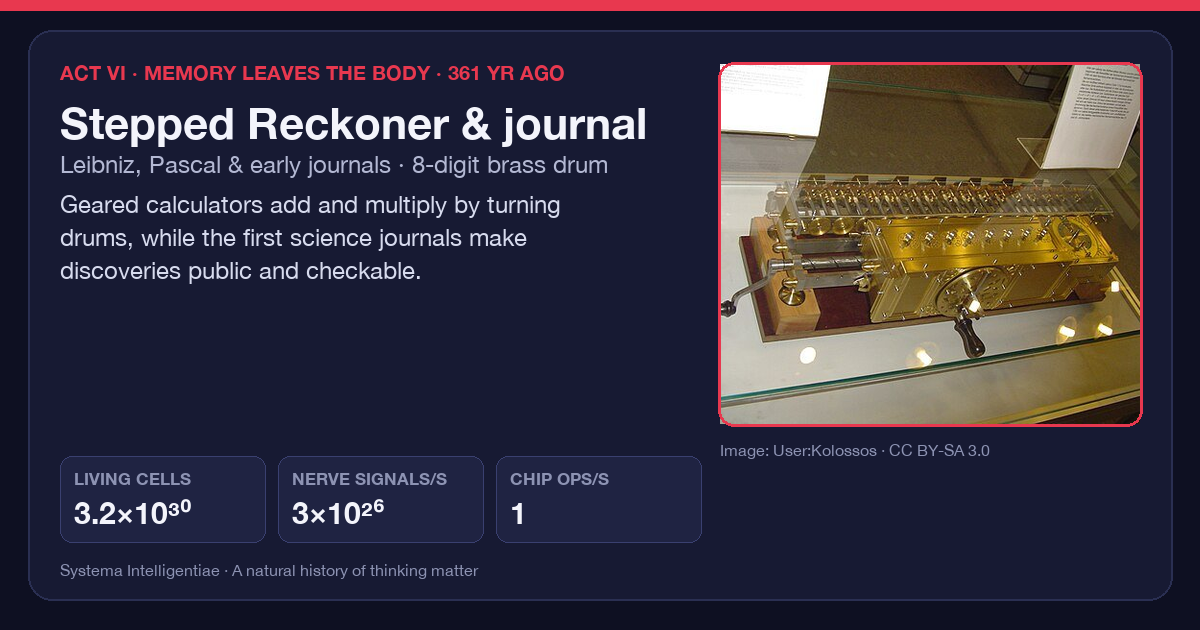 ACT VI · MEMORY LEAVES THE BODY · 361 YR AGO
Stepped Reckoner & journal
Leibniz, Pascal & early journals · 8-digit brass drum
Geared calculators add and multiply by turning
drums, while the first science journals make
discoveries public and checkable.
Image: User:Kolossos · CC BY-SA 3.0
LIVING CELLS
3.2×10³⁰
NERVE SIGNALS/S
3×10²⁶
CHIP OPS/S
1
Systema Intelligentiae · A natural history of thinking matter